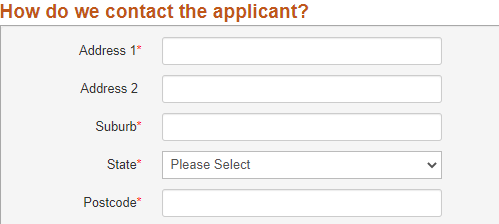 How do we contact the applicant?
Address 1*
Address 2
Suburb*
State* Please Select
Postcode*